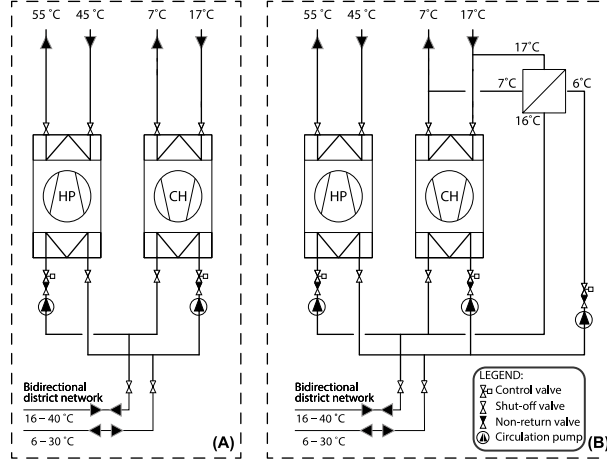 55 ˚C 45 ˚C 7˚C 17˚C
HP CH
Bidirectional
district network
16 – 40 ˚C
6 – 30 ˚C
(A)
55 ˚C 45 ˚C 7˚C 17˚C
17˚C
7˚C 6˚C
16˚C
HP CH
Bidirectional
district network
16 – 40 ˚C
6 – 30 ˚C
LEGEND:
Control valve
Shut-off valve
Non-return valve
Circulation pump
(B)